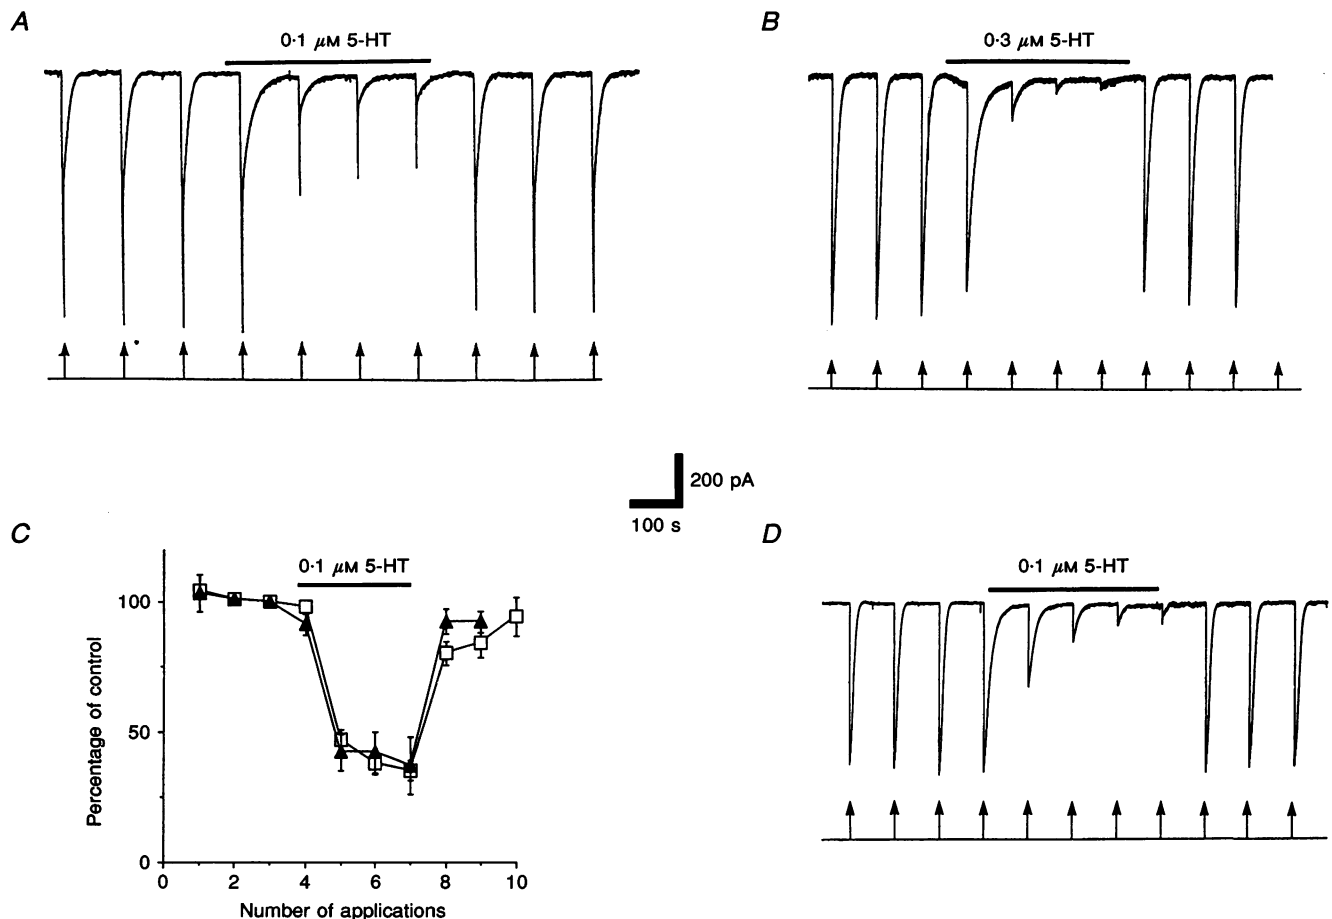 A
0·1 μM 5-HT
B
0·3 μM 5-HT
200 pA
100 s
C
0·1 μM 5-HT
Percentage of control
100
50
0
0 2 4 6 8 10
Number of applications
D
0·1 μM 5-HT